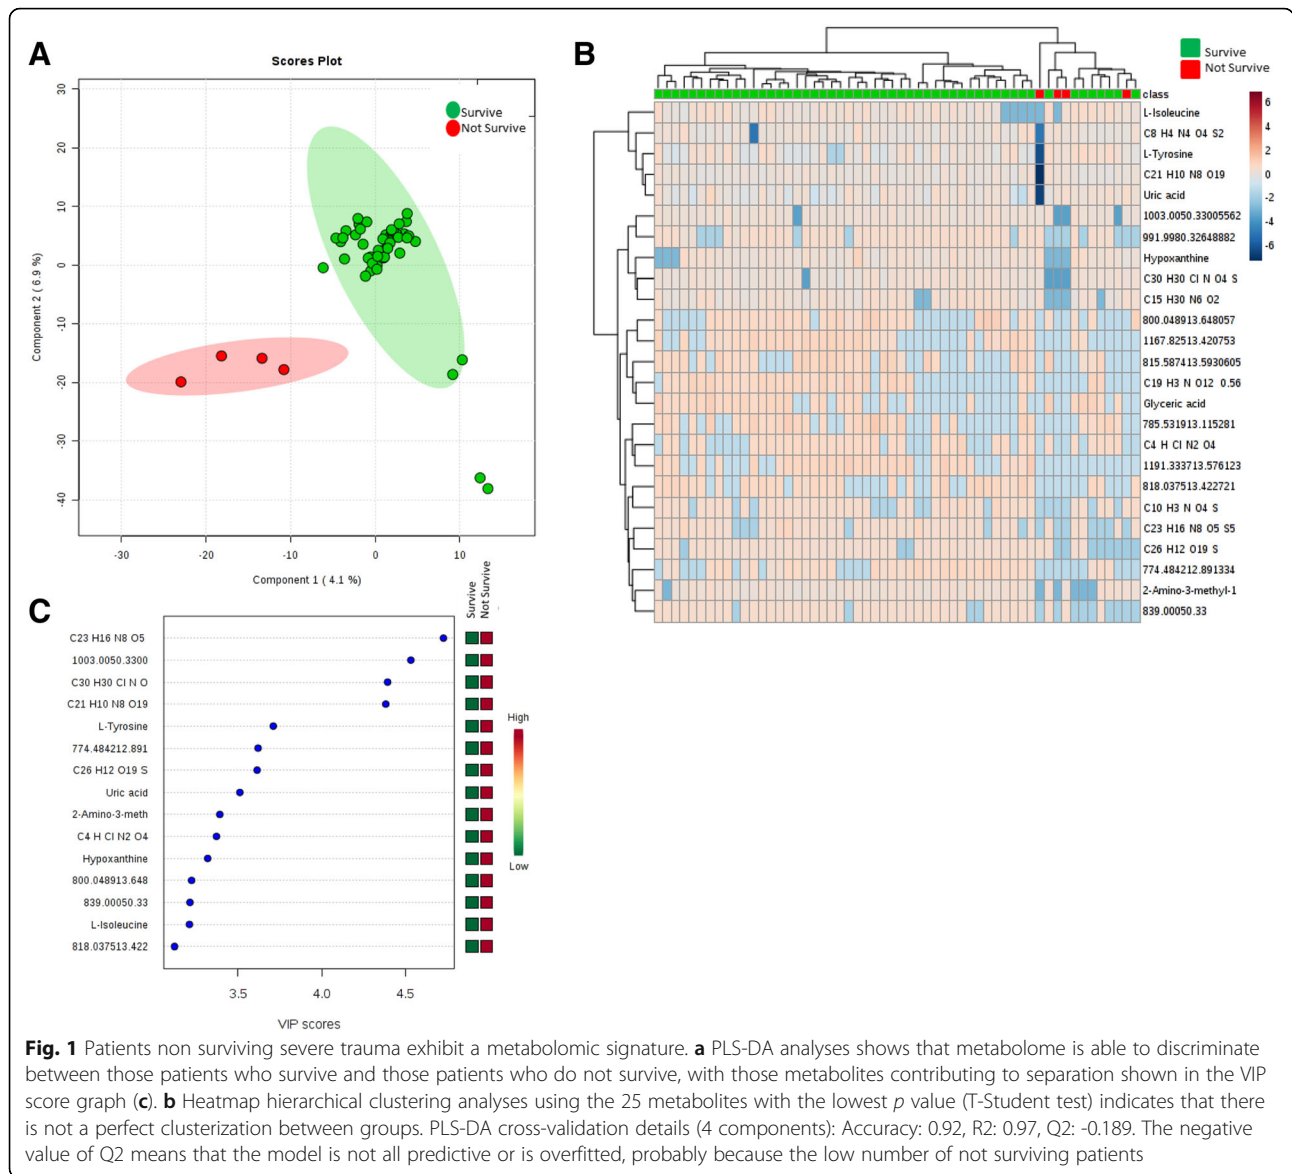 A
Scores Plot
Survive
Not Survive
30
20
10
0
-10
-20
-30
-40
Component 2 ( 6.9 %)
-30
-20
-10
0
10
Component 1 ( 4.1 %)
B
Survive
Not Survive
class
L-Isoleucine
C8 H4 N4 O4 S2
L-Tyrosine
C21 H10 N8 O19
Uric acid
1003.0050.33005562
991.9980.32648882
Hypoxanthine
C30 H30 Cl N O4 S
C15 H30 N6 O2
800.048913.648057
1167.82513.420753
815.587413.5930605
C19 H3 N O12 0.56
Glyceric acid
785.531913.115281
C4 H Cl N2 O4
1191.333713.576123
818.037513.422721
C10 H3 N O4 S
C23 H16 N8 O5 S5
C26 H12 O19 S
774.484212.891334
2-Amino-3-methyl-1
839.00050.33
6
4
2
0
-2
-4
-6
C
C23 H16 N8 O5
1003.0050.3300
C30 H30 Cl N O
C21 H10 N8 O19
L-Tyrosine
774.484212.891
C26 H12 O19 S
Uric acid
2-Amino-3-meth
C4 H Cl N2 O4
Hypoxanthine
800.048913.648
839.00050.33
L-Isoleucine
818.037513.422
3.5
4.0
4.5
VIP scores
Survive
Not Survive
High
Low
Fig. 1 Patients non surviving severe trauma exhibit a metabolomic signature. a PLS-DA analyses shows that metabolome is able to discriminate
between those patients who survive and those patients who do not survive, with those metabolites contributing to separation shown in the VIP
score graph (c). b Heatmap hierarchical clustering analyses using the 25 metabolites with the lowest p value (T-Student test) indicates that there
is not a perfect clusterization between groups. PLS-DA cross-validation details (4 components): Accuracy: 0.92, R2: 0.97, Q2: -0.189. The negative
value of Q2 means that the model is not all predictive or is overfitted, probably because the low number of not surviving patients